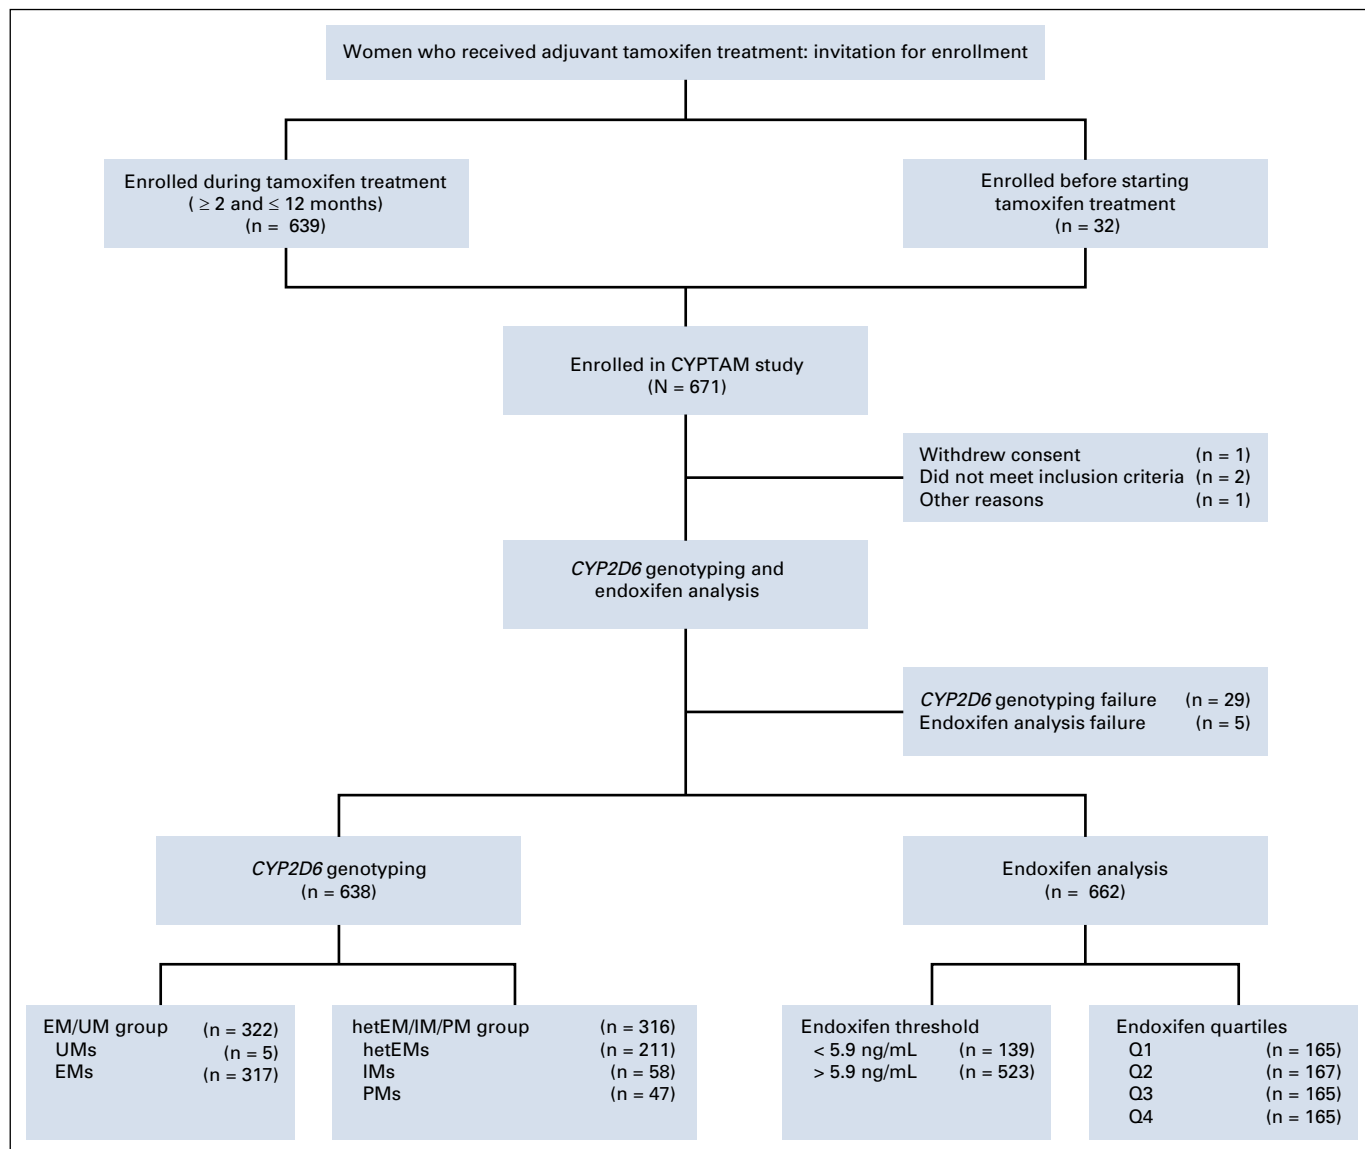 Women who received adjuvant tamoxifen treatment: invitation for enrollment
Enrolled during tamoxifen treatment
( ≥ 2 and ≤ 12 months)
(n = 639)
Enrolled before starting
tamoxifen treatment
(n = 32)
Enrolled in CYPTAM study
(N = 671)
Withdrew consent (n = 1)
Did not meet inclusion criteria (n = 2)
Other reasons (n = 1)
CYP2D6 genotyping and
endoxifen analysis
CYP2D6 genotyping failure (n = 29)
Endoxifen analysis failure (n = 5)
CYP2D6 genotyping
(n = 638)
Endoxifen analysis
(n = 662)
EM/UM group (n = 322)
UMs (n = 5)
EMs (n = 317)
hetEM/IM/PM group (n = 316)
hetEMs (n = 211)
IMs (n = 58)
PMs (n = 47)
Endoxifen threshold
< 5.9 ng/mL (n = 139)
> 5.9 ng/mL (n = 523)
Endoxifen quartiles
Q1 (n = 165)
Q2 (n = 167)
Q3 (n = 165)
Q4 (n = 165)